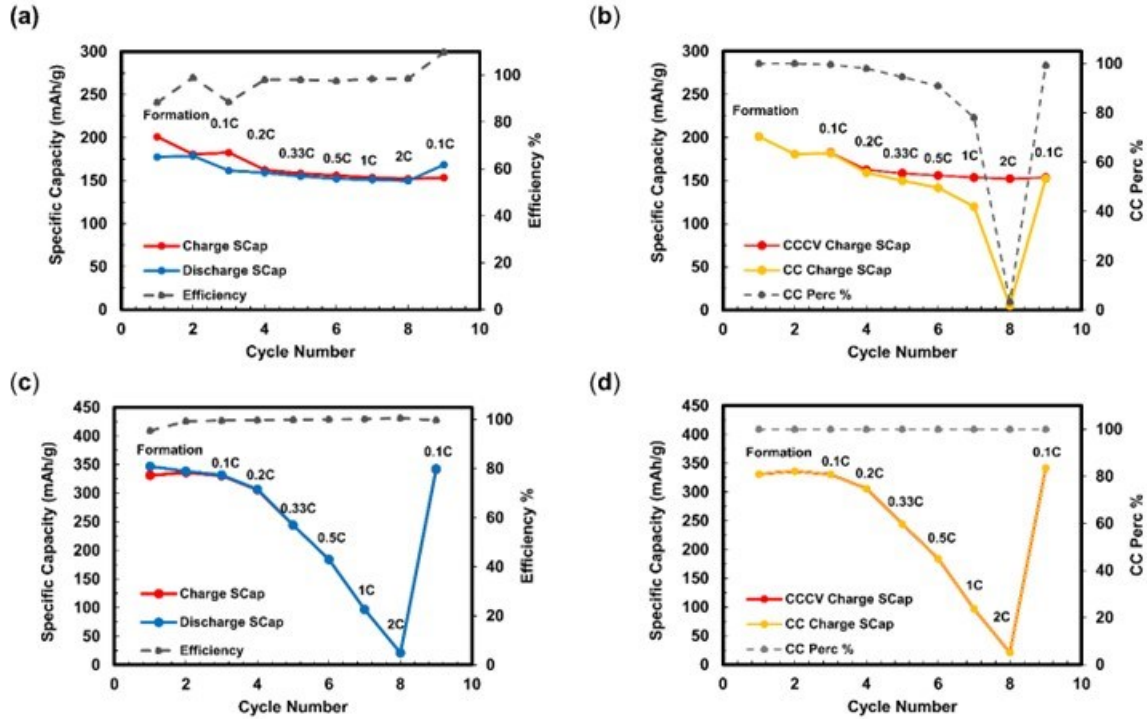 (a)
Specific Capacity (mAh/g)
300
250
200
150
100
50
0
Formation
0.1C
0.2C
0.33C
0.5C
1C
2C
0.1C
Charge SCap
Discharge SCap
Efficiency
100
80
60
40
20
0
Efficiency %
0 2 4 6 8 10
Cycle Number
(b)
Specific Capacity (mAh/g)
300
250
200
150
100
50
0
Formation
0.1C
0.2C
0.33C
0.5C
1C
2C
0.1C
CCCV Charge SCap
CC Charge SCap
CC Perc %
100
80
60
40
20
0
CC Perc %
0 2 4 6 8 10
Cycle Number
(c)
Specific Capacity (mAh/g)
450
400
350
300
250
200
150
100
50
0
Formation
0.1C
0.2C
0.33C
0.5C
1C
2C
0.1C
Charge SCap
Discharge SCap
Efficiency
100
80
60
40
20
0
Efficiency %
0 2 4 6 8 10
Cycle Number
(d)
Specific Capacity (mAh/g)
450
400
350
300
250
200
150
100
50
0
Formation
0.1C
0.2C
0.33C
0.5C
1C
2C
0.1C
CCCV Charge SCap
CC Charge SCap
CC Perc %
100
80
60
40
20
0
CC Perc %
0 2 4 6 8 10
Cycle Number